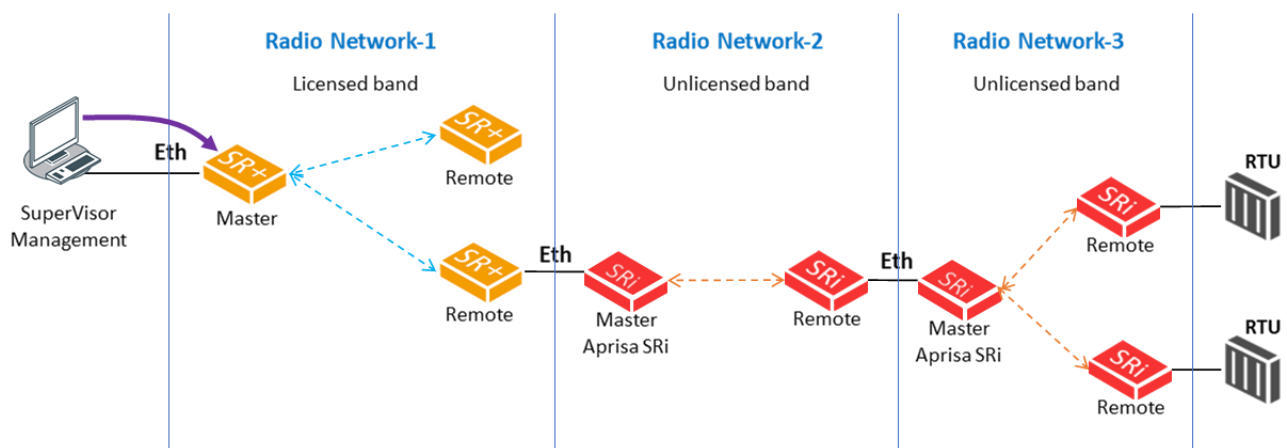 Radio Network-1
Radio Network-2
Radio Network-3
Licensed band
Unlicensed band
Unlicensed band
SR+
Remote
Eth
SR+
Master
SuperVisor
Management
SR+
Remote
Eth
SRi
Master
Aprisa SRi
SRi
Remote
Eth
SRi
Master
Aprisa SRi
SRi
Remote
RTU
SRi
Remote
RTU